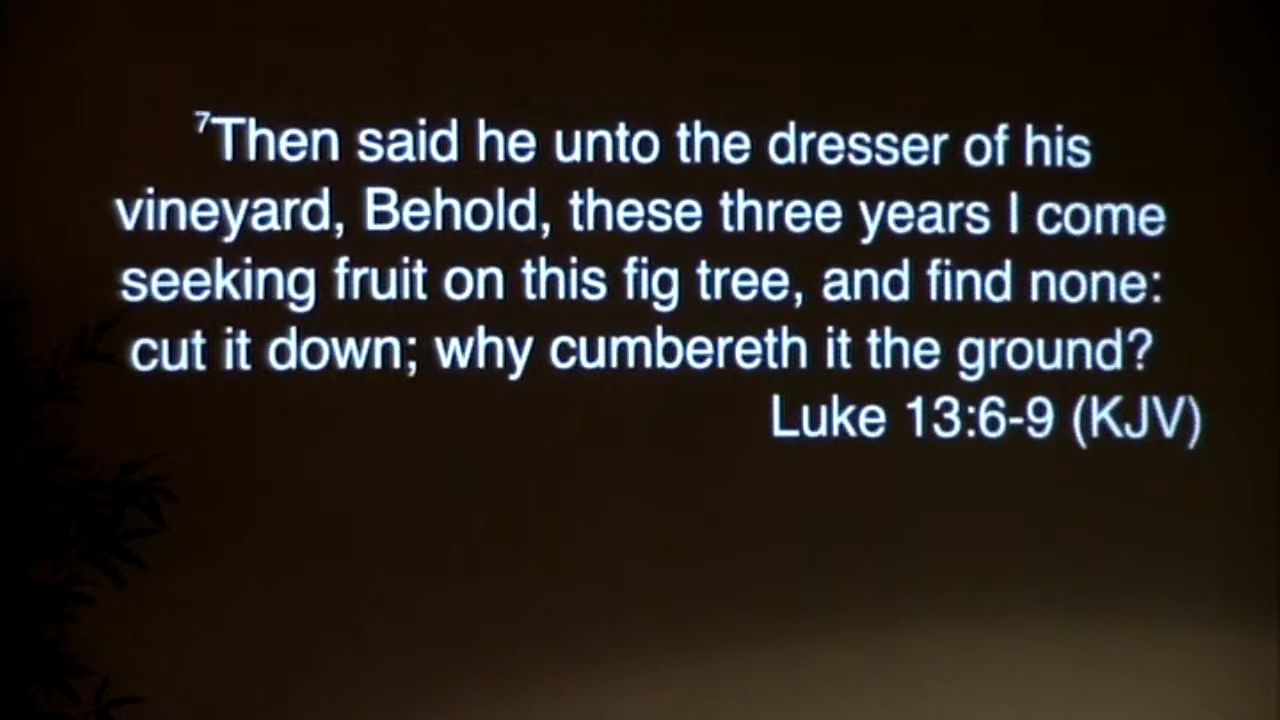 ⁷Then said he unto the dresser of his
vineyard, Behold, these three years I come
seeking fruit on this fig tree, and find none:
cut it down; why cumbereth it the ground?
Luke 13:6-9 (KJV)